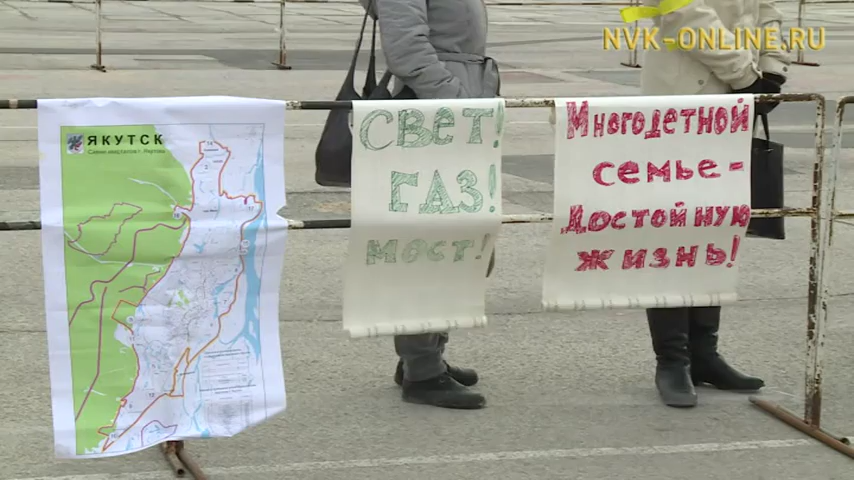 NVK-ONLINE.RU
ЯКУТСК
СВЕТ!
ГАЗ!
МОСТ!
Многодетной
семье-
Достойную
жизнь!